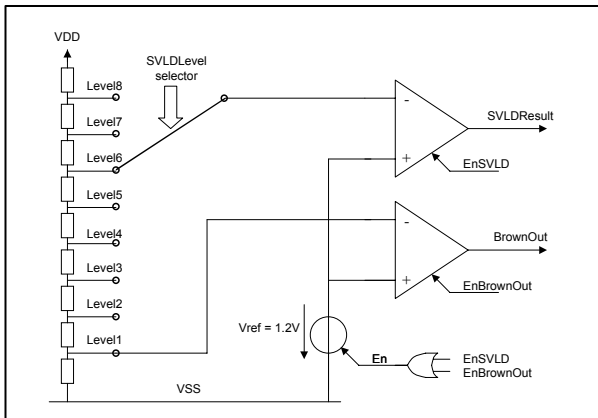 VDD
SVLDLevel
selector
Level8
Level7
Level6
Level5
Level4
Level3
Level2
Level1
VSS
-
+
SVLDResult
EnSVLD
-
+
BrownOut
EnBrownOut
Vref = 1.2V
En
EnSVLD
EnBrownOut